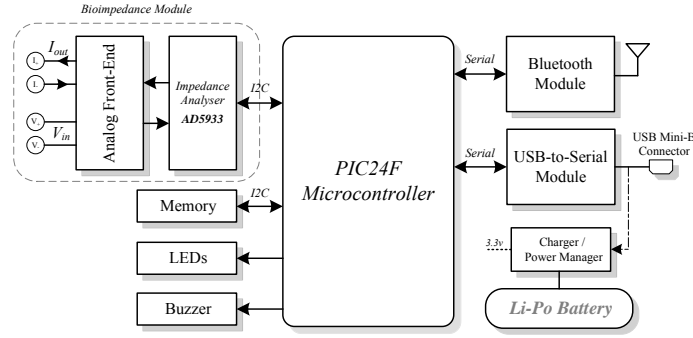 Bioimpedance Module
I+
Iout
I-
V+
Vin
V-
Analog Front-End
Impedance
Analyser
AD5933
I2C
Memory
I2C
LEDs
Buzzer
PIC24F
Microcontroller
Serial
Bluetooth
Module
Serial
USB-to-Serial
Module
USB Mini-B
Connector
3.3v
Charger /
Power Manager
Li-Po Battery